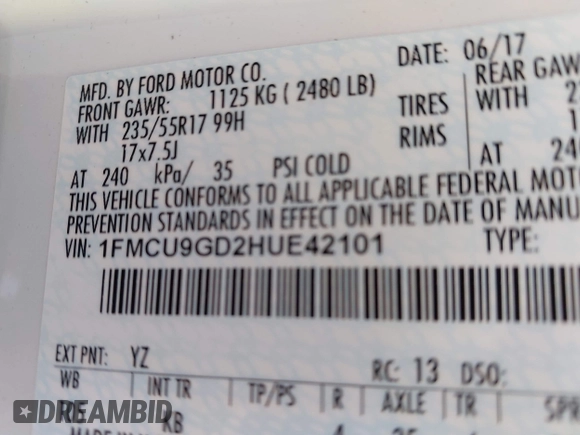 MFD. BY FORD MOTOR CO.
DATE: 06/17
FRONT GAWR: 1125 KG ( 2480 LB)
REAR GAW
WITH 235/55R17 99H
TIRES WITH
17x7.5J
RIMS
AT 240 kPa/ 35 PSI COLD
AT 24
THIS VEHICLE CONFORMS TO ALL APPLICABLE FEDERAL MOT
PREVENTION STANDARDS IN EFFECT ON THE DATE OF MANU
VIN: 1FMCU9GD2HUE42101
TYPE:
EXT PNT: YZ
RC: 13 DSO:
WB INT TR TP/PS R AXLE TR SPR
KB
DREAMBID